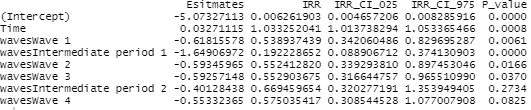 Esitmates IRR IRR_CI_025 IRR_CI_975 P_value
(Intercept) -5.07327113 0.006261903 0.004657206 0.008285916 0.0000
Time 0.03271115 1.033252041 1.013738294 1.053365466 0.0008
wavesWave 1 -0.61815578 0.538937439 0.342060486 0.829695287 0.0061
wavesIntermediate period 1 -1.64906972 0.192228652 0.088906712 0.374130903 0.0000
wavesWave 2 -0.59345965 0.552412820 0.339293810 0.897453046 0.0166
wavesWave 3 -0.59257148 0.552903675 0.316644757 0.965510990 0.0370
wavesIntermediate period 2 -0.40128438 0.669459654 0.320277191 1.353949405 0.2734
wavesWave 4 -0.55332365 0.575035417 0.308544528 1.077007908 0.0825